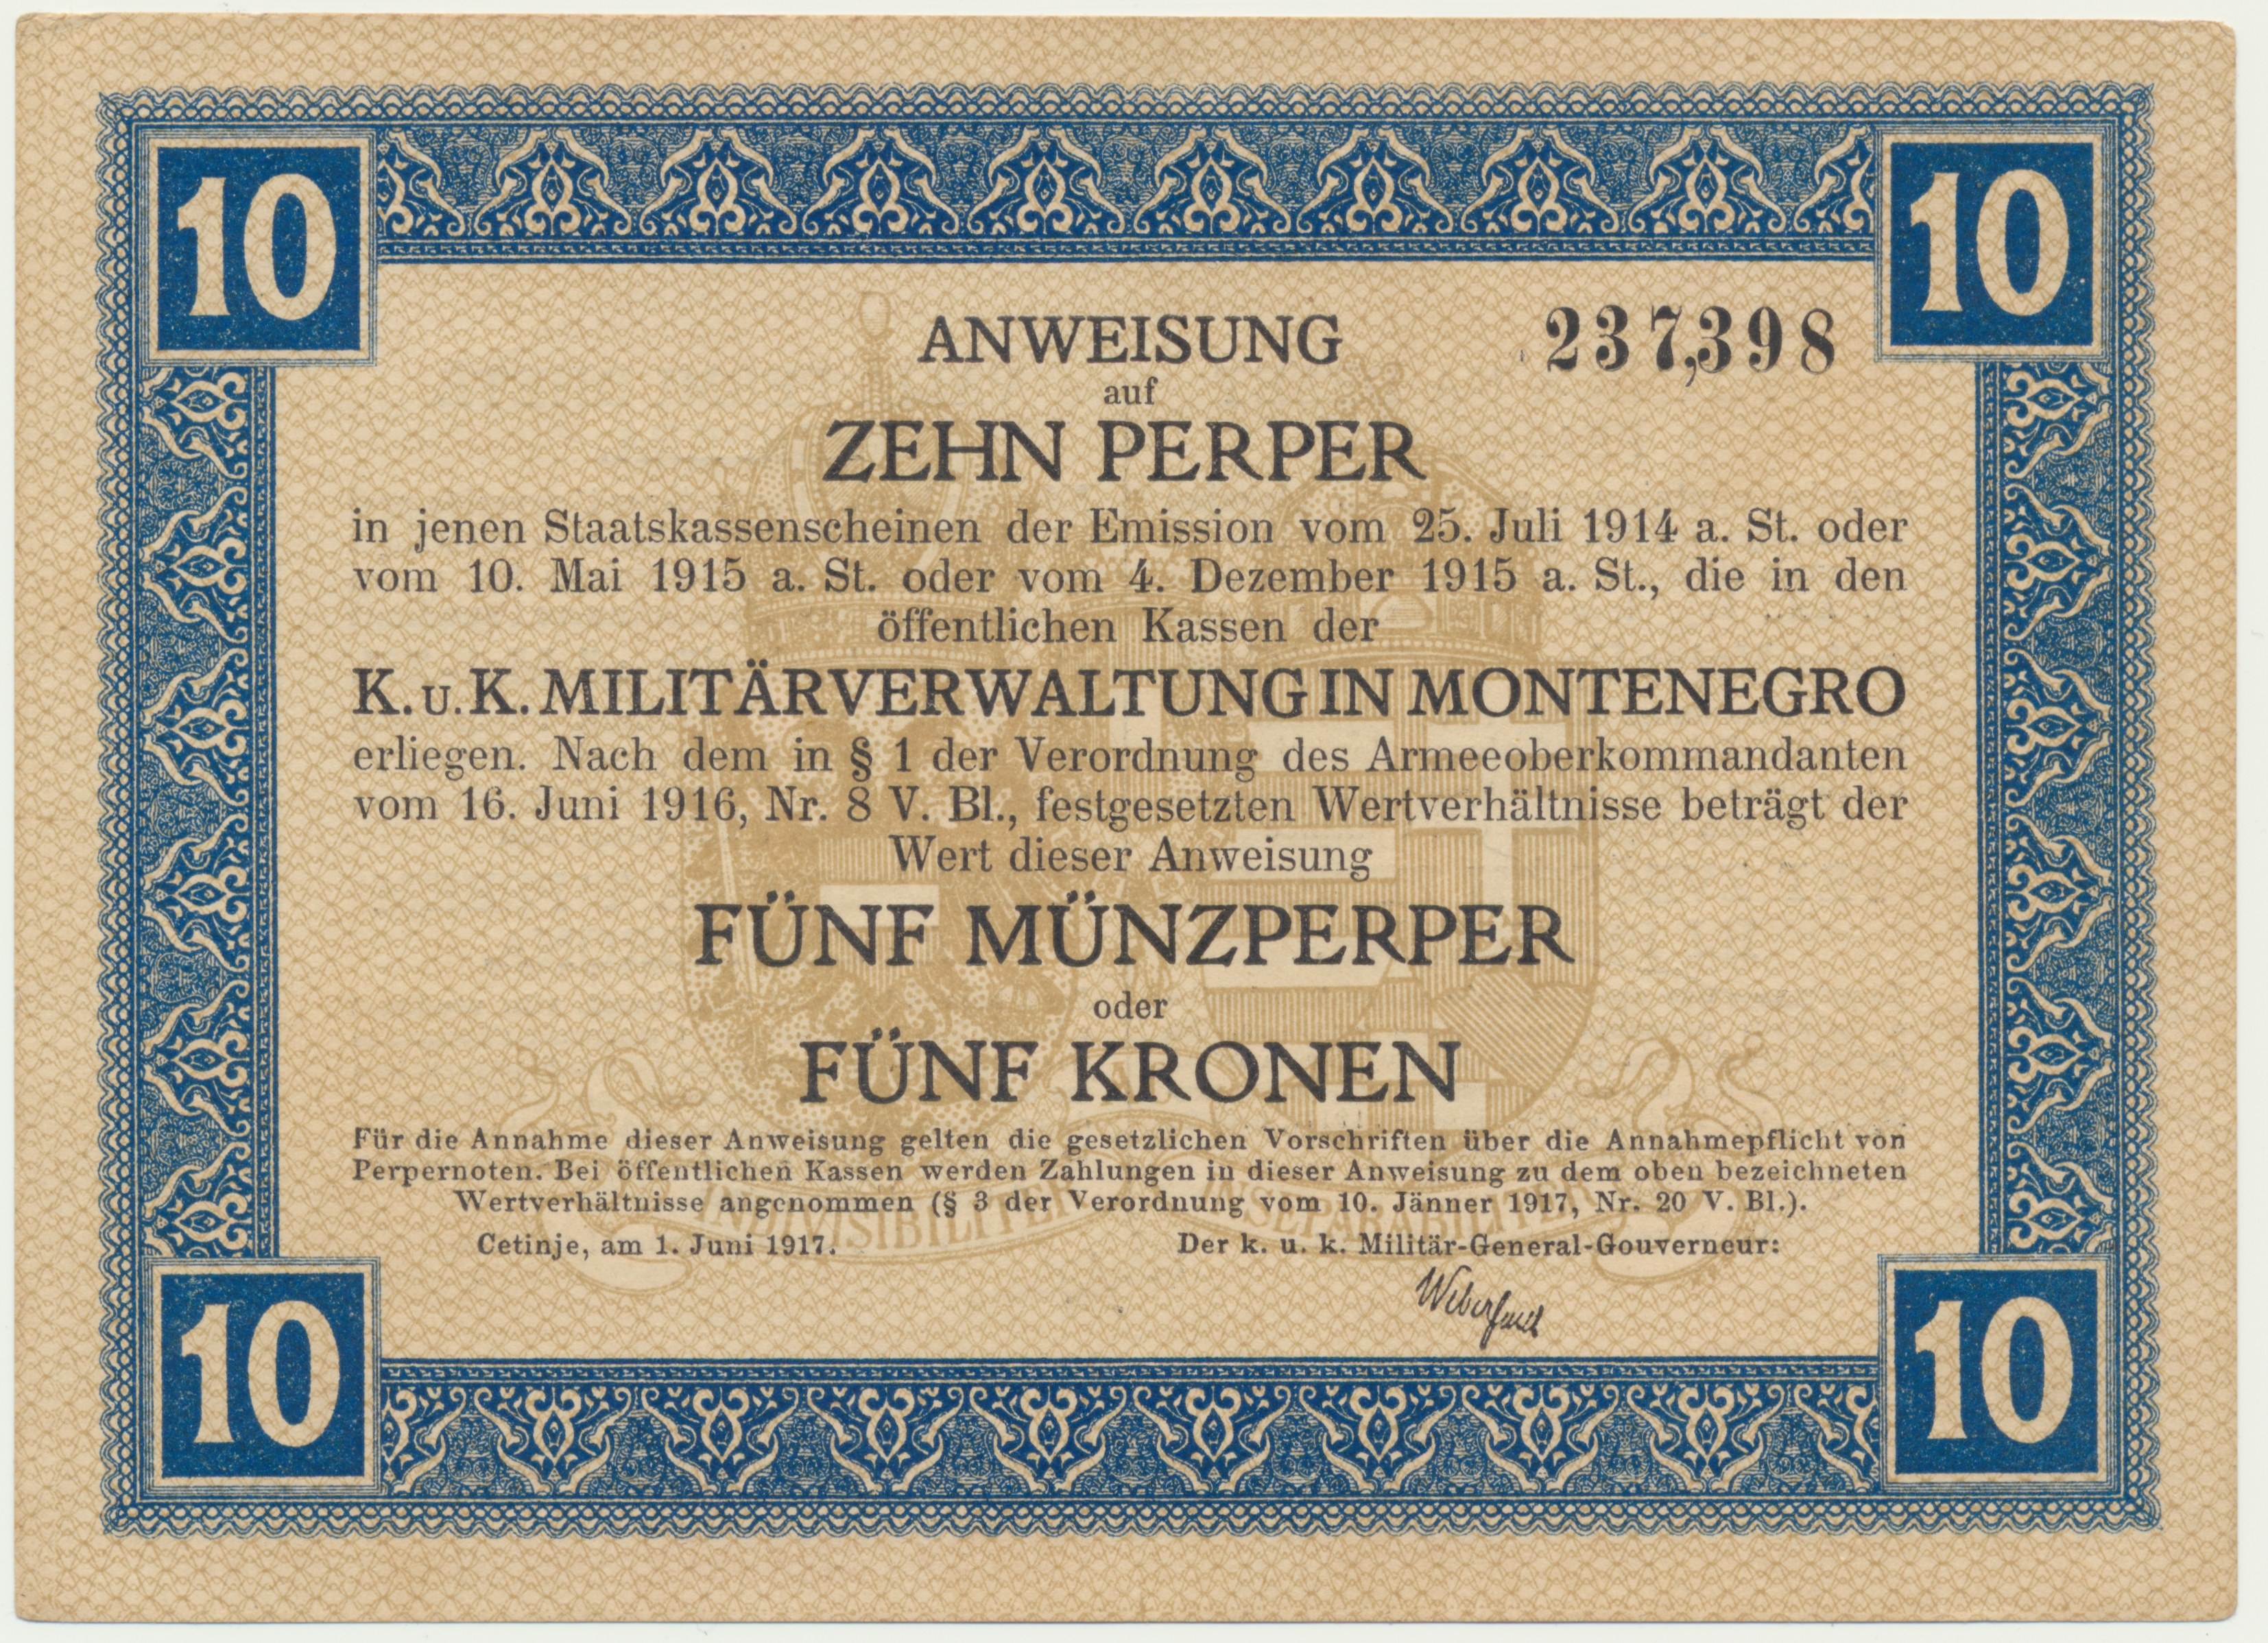 10 10
ANWEISUNG 237,398
auf
ZEHN PERPER
in jenen Staatskassenscheinen der Emission vom 25. Juli 1914 a. St. oder
vom 10. Mai 1915 a. St. oder vom 4. Dezember 1915 a. St., die in den
öffentlichen Kassen der
K. u. K. MILITÄRVERWALTUNG IN MONTENEGRO
erliegen. Nach dem in § 1 der Verordnung des Armeeoberkommandanten
vom 16. Juni 1916, Nr. 8 V. Bl., festgesetzten Wertverhältnisse beträgt der
Wert dieser Anweisung
FÜNF MÜNZPERPER
oder
FÜNF KRONEN
Für die Annahme dieser Anweisung gelten die gesetzlichen Vorschriften über die Annahmepflicht von
Perpernoten. Bei öffentlichen Kassen werden Zahlungen in dieser Anweisung zu dem oben bezeichneten
Wertverhältnisse angenommen (§ 3 der Verordnung vom 10. Jänner 1917, Nr. 20 V. Bl.).
INDIVISIBILITER
Cetinje, am 1. Juni 1917. Der k. u. k. Militär-General-Gouverneur:
10 10